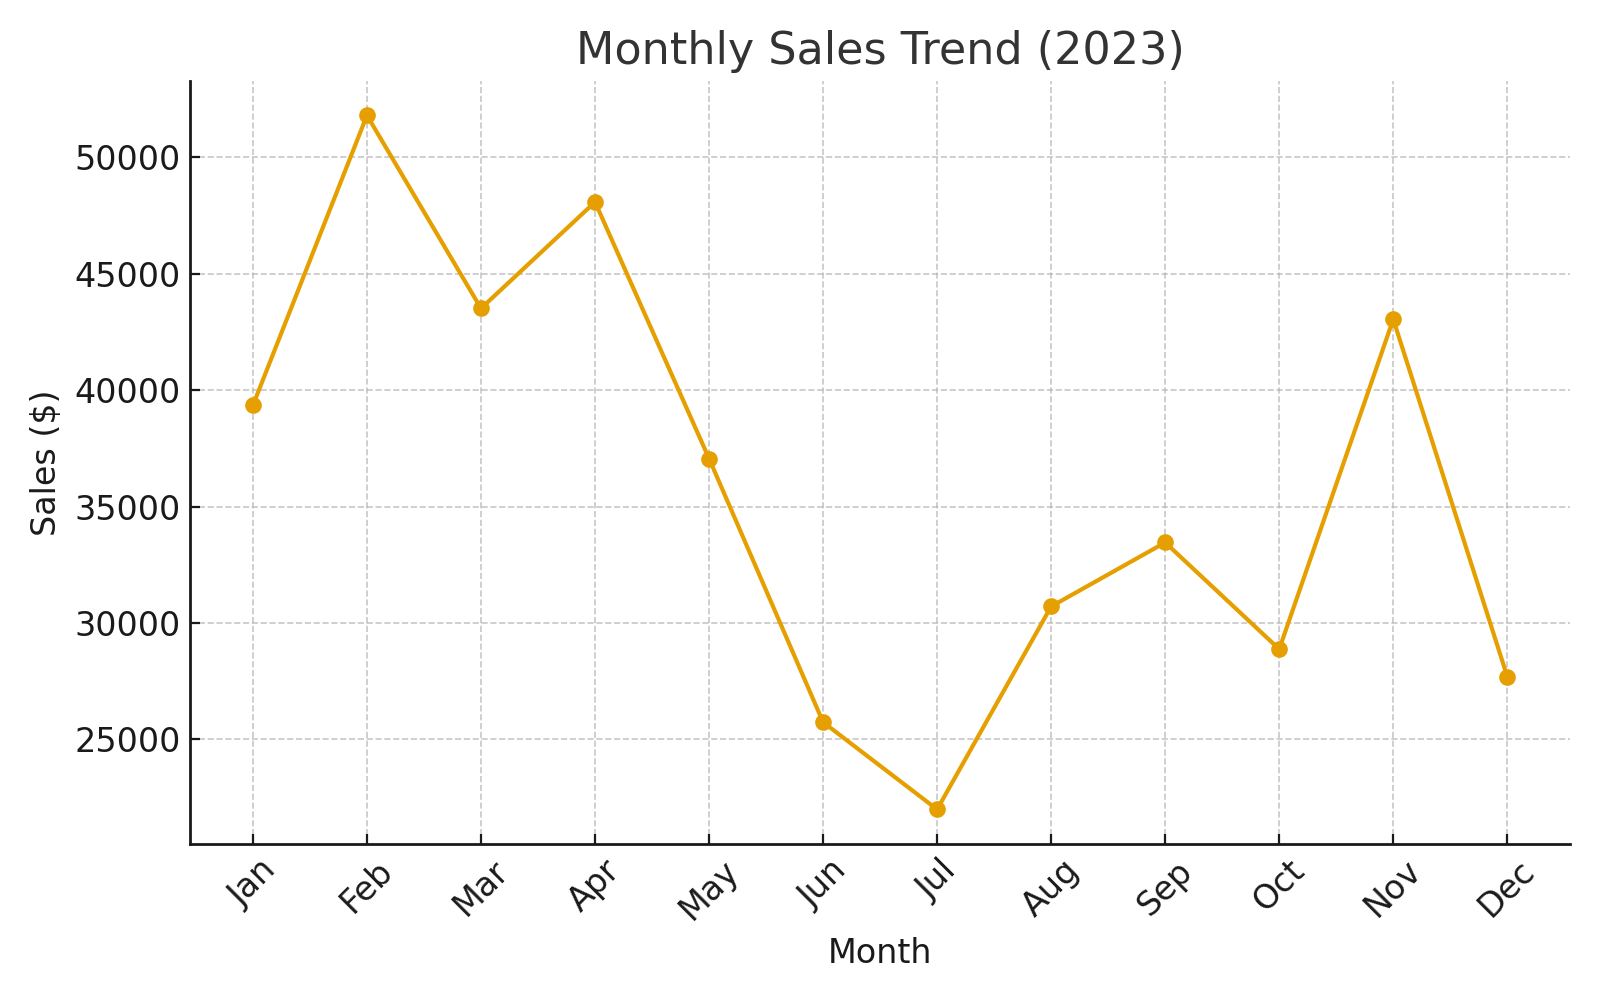 Monthly Sales Trend (2023)
Sales ($)
50000
45000
40000
35000
30000
25000
Jan Feb Mar Apr May Jun Jul Aug Sep Oct Nov Dec
Month